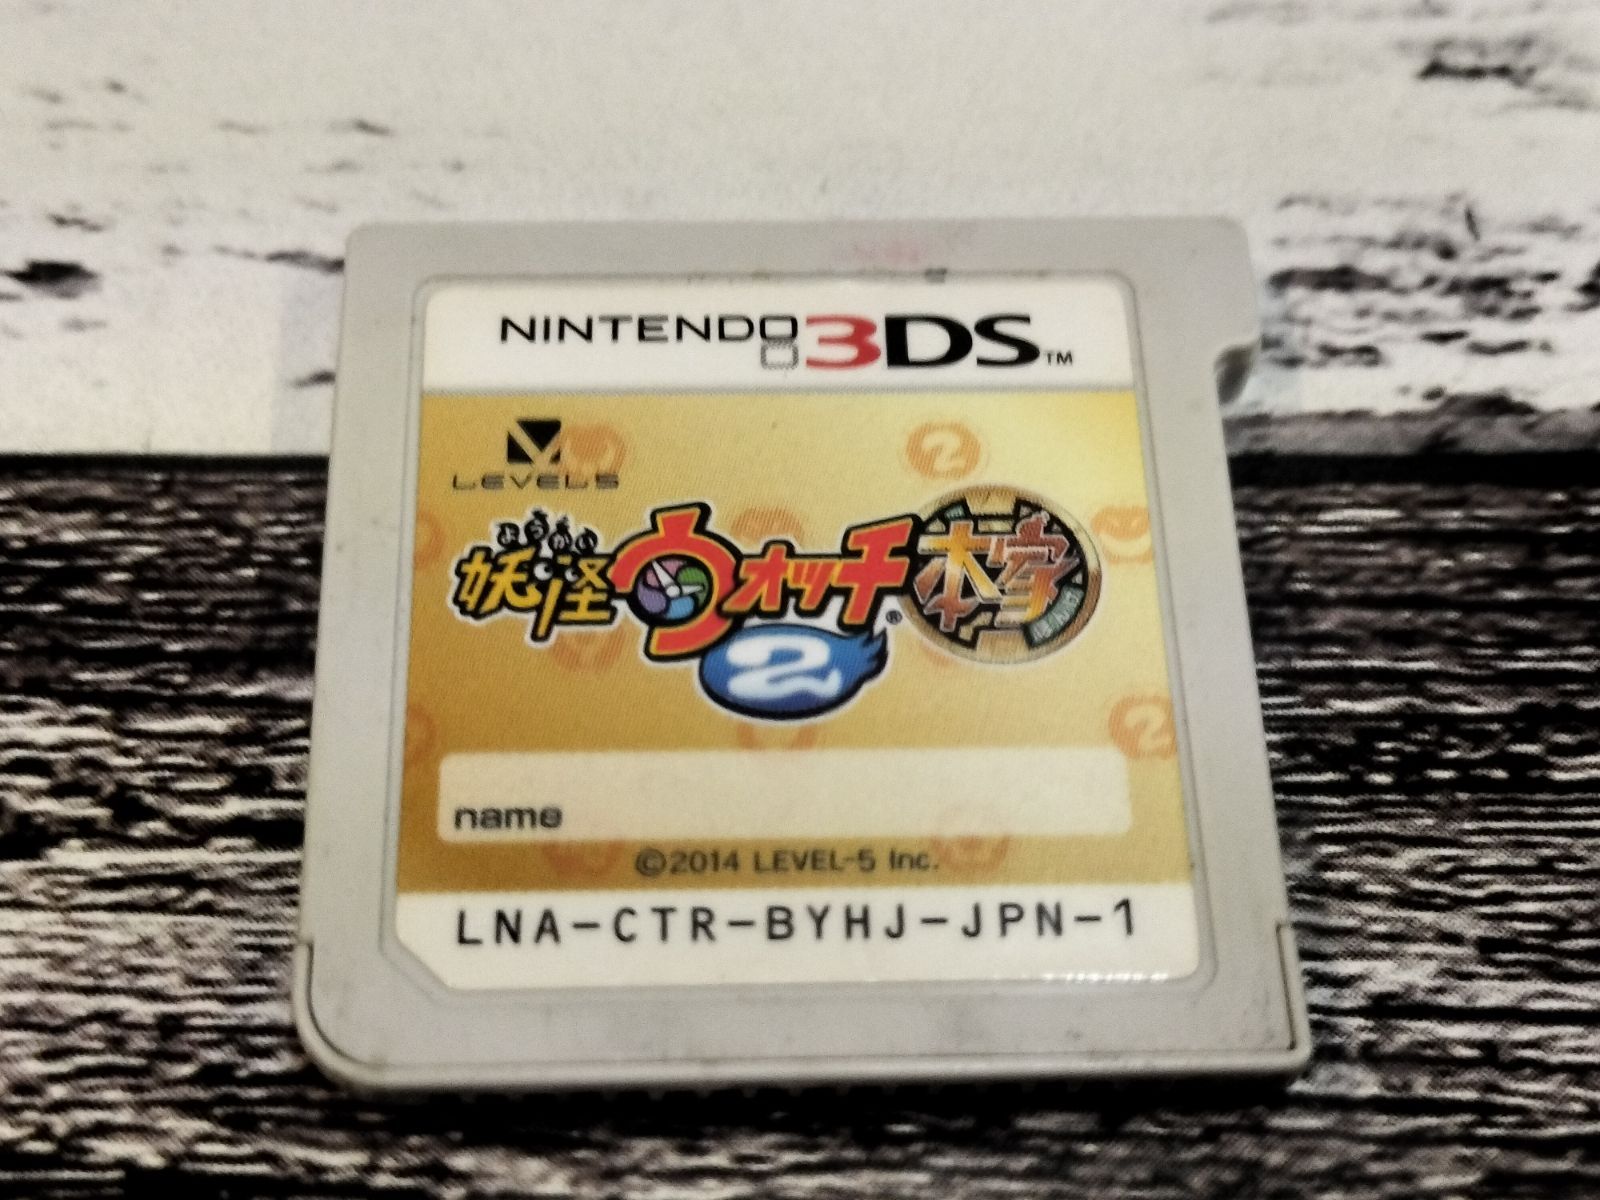 NINTENDO 3DS™
LEVEL5
ようかい
妖怪ウォッチ® 本家
2
name
©2014 LEVEL-5 Inc.
LNA-CTR-BYHJ-JPN-1